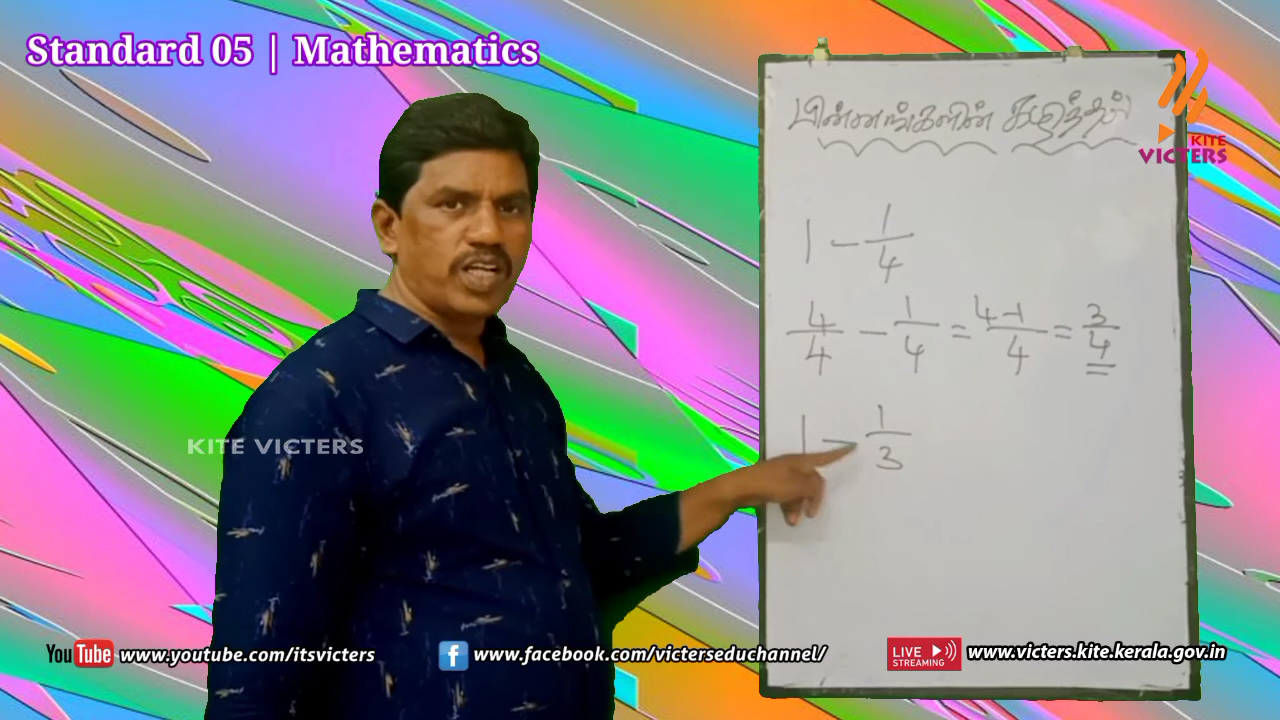 Standard 05 | Mathematics
பின்னங்களின் கழித்தல்
KITE
VICTERS
1 - 1/4
4/4 - 1/4 = 4-1/4 = 3/4
1 - 1/3
KITE VICTERS
YouTube www.youtube.com/itsvicters
f www.facebook.com/victerseduchannel/
LIVE
STREAMING
www.victers.kite.kerala.gov.in